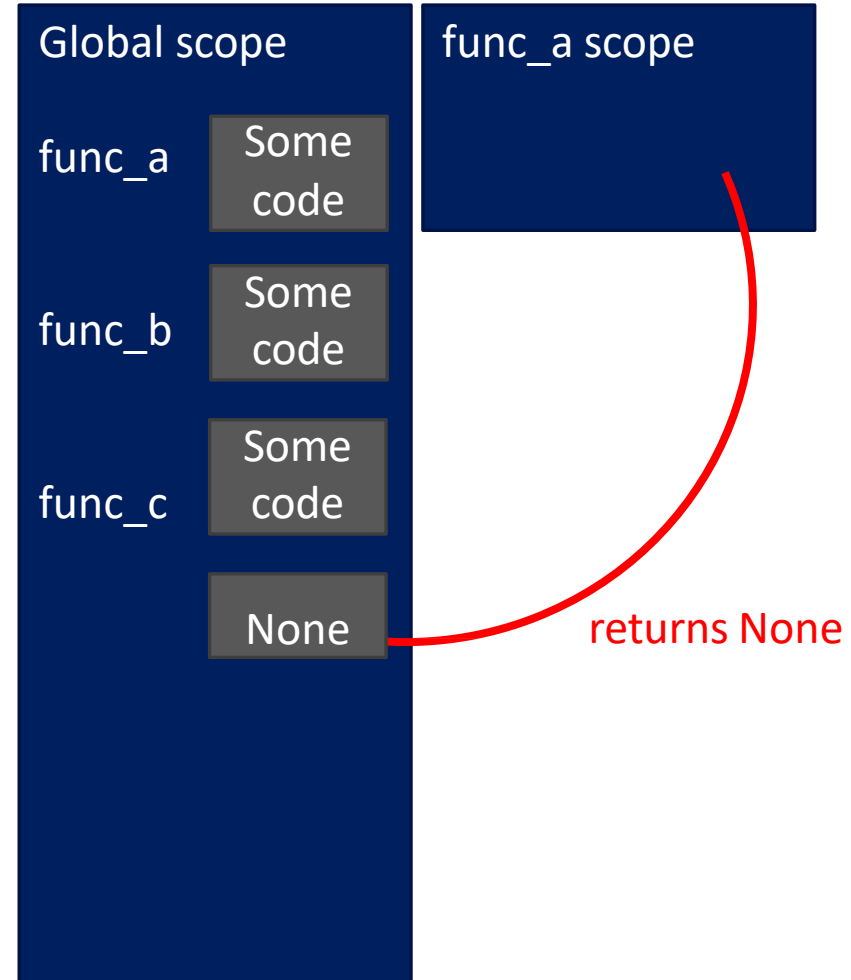 Global scope
func_a scope
func_a
Some
code
func_b
Some
code
func_c
Some
code
None
returns None